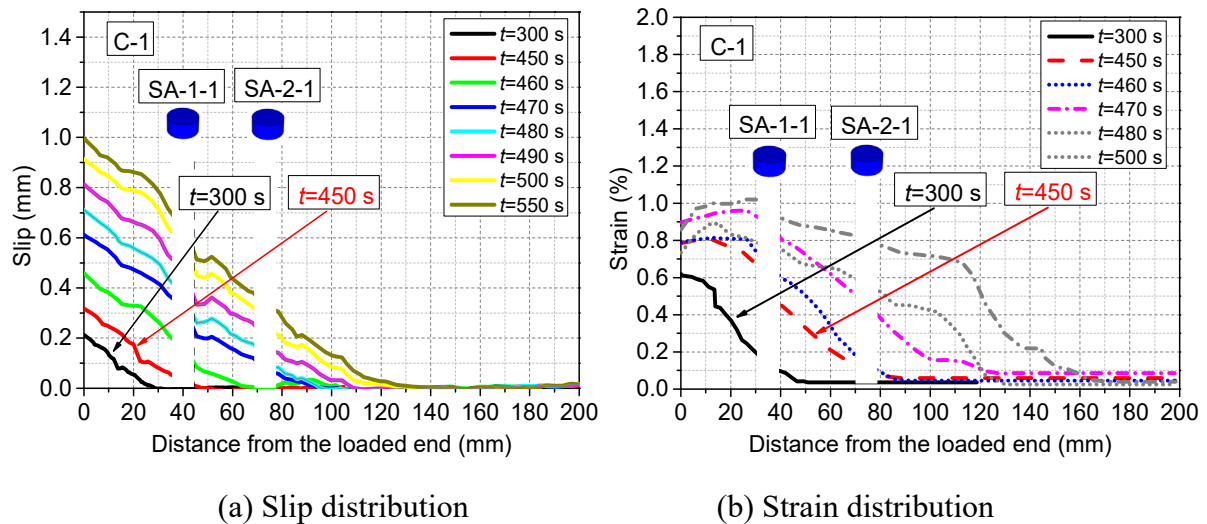 C-1
SA-1-1
SA-2-1
t=300 s
t=450 s
t=300 s
t=450 s
t=460 s
t=470 s
t=480 s
t=490 s
t=500 s
t=550 s
1.4
1.2
1.0
0.8
0.6
0.4
0.2
0.0
Slip (mm)
0 20 40 60 80 100 120 140 160 180 200
Distance from the loaded end (mm)
C-1
SA-1-1
SA-2-1
t=300 s
t=450 s
t=300 s
t=450 s
t=460 s
t=470 s
t=480 s
t=500 s
2.0
1.8
1.6
1.4
1.2
1.0
0.8
0.6
0.4
0.2
0.0
Strain (%)
0 20 40 60 80 100 120 140 160 180 200
Distance from the loaded end (mm)
(a) Slip distribution
(b) Strain distribution